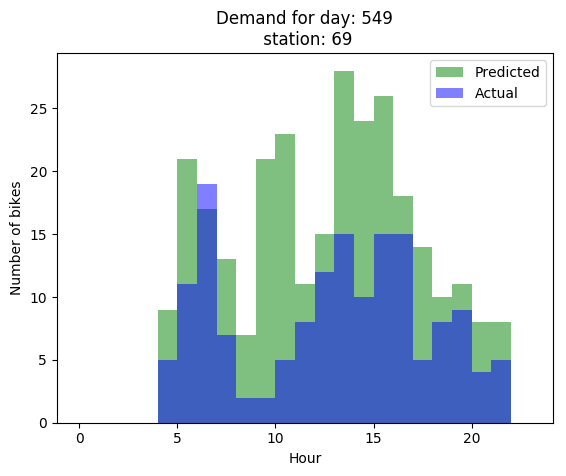 Demand for day: 549
station: 69
Predicted
Actual
Number of bikes
25
20
15
10
5
0
0
5
10
15
20
Hour